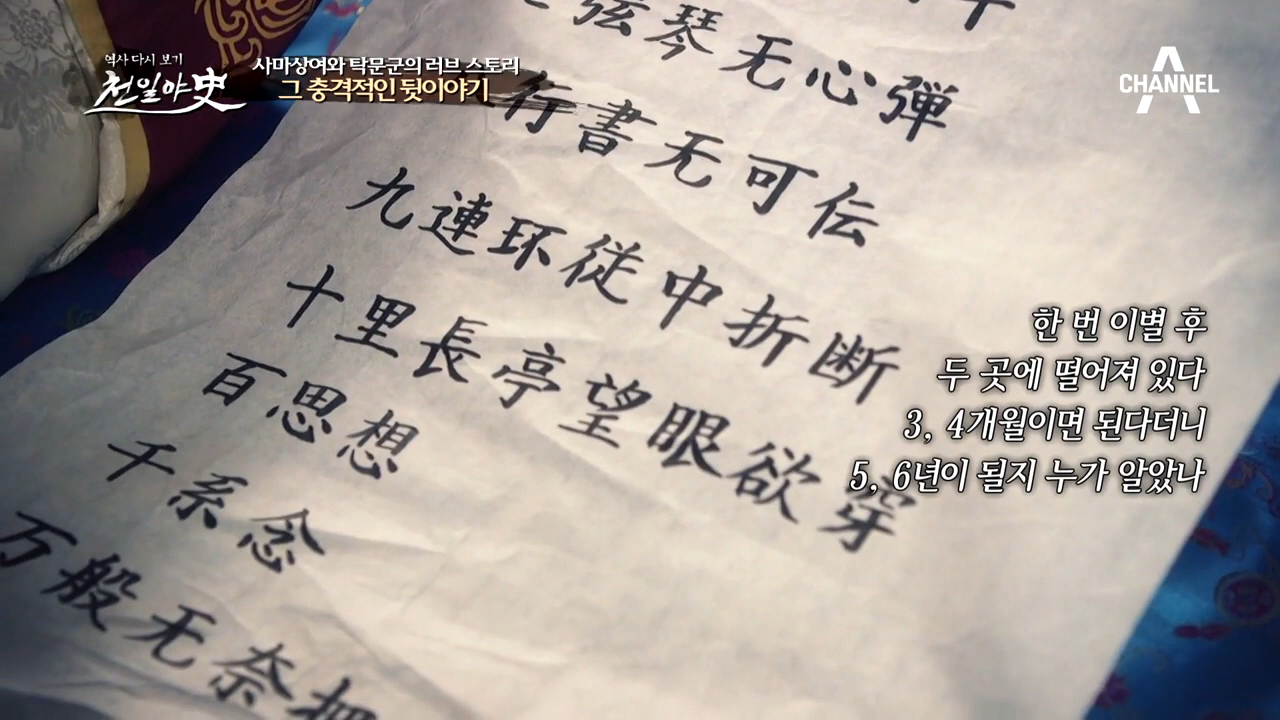 역사 다시 보기
천일야史
사마상여와 탁문군의 러브 스토리
그 충격적인 뒷이야기
CHANNEL A
弦琴无心彈
行書无可伝
九連环従中折断
十里長亭望眼欲穿
百思想
千系念
万般无奈把
한 번 이별 후
두 곳에 떨어져 있다
3, 4개월이면 된다더니
5, 6년이 될지 누가 알았나